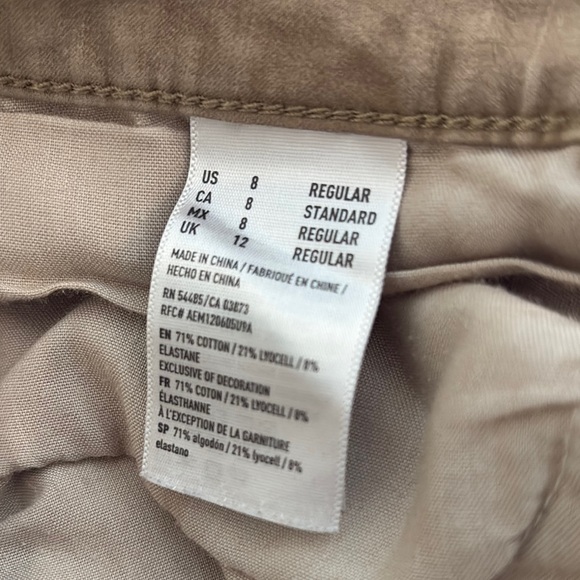 US 8 REGULAR
CA 8 STANDARD
MX 8 REGULAR
UK 12 REGULAR
MADE IN CHINA / FABRIQUÉ EN CHINE /
HECHO EN CHINA
RN 54485/CA 03873
RFC# AEM120605U9A
EN 71% COTTON / 21% LYOCELL / 8%
ELASTANE
EXCLUSIVE OF DECORATION
FR 71% COTON / 21% LYOCELL / 8%
ÉLASTHANNE
À L'EXCEPTION DE LA GARNITURE
SP 71% algodón / 21% lyocell / 8%
elastano